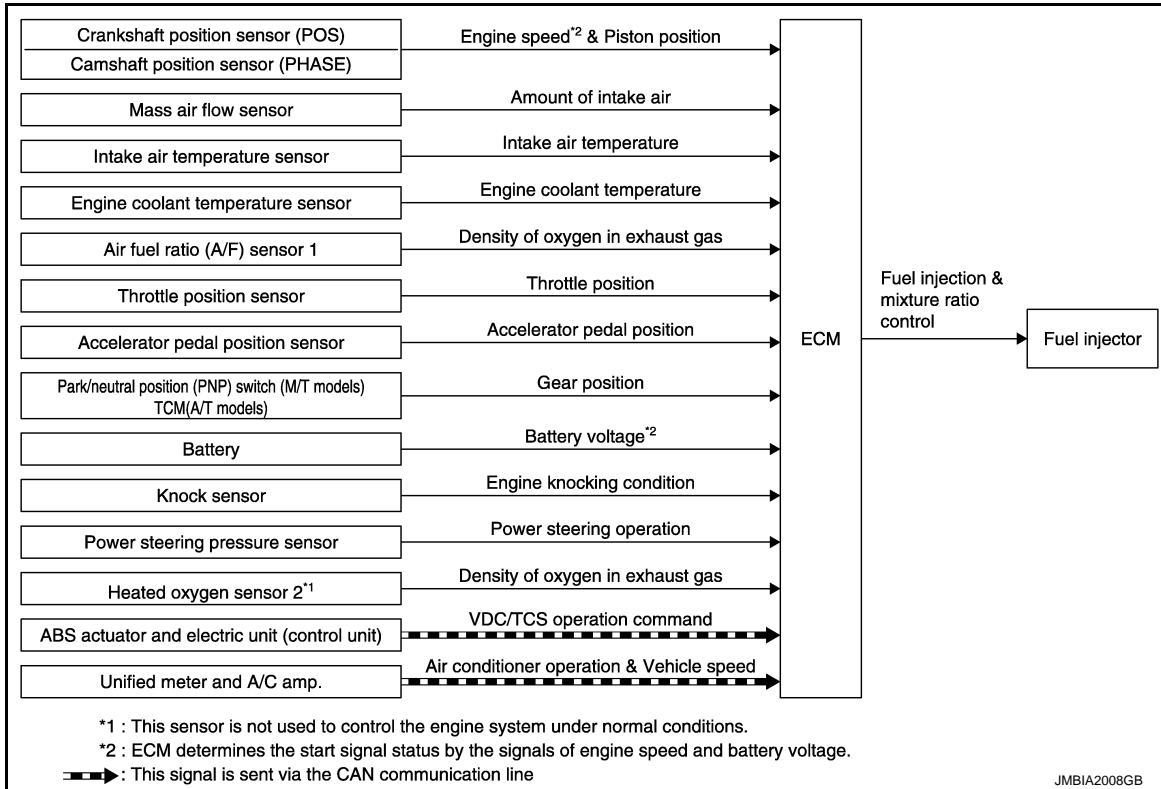 Crankshaft position sensor (POS)
Engine speed*2 & Piston position
Camshaft position sensor (PHASE)
Mass air flow sensor
Amount of intake air
Intake air temperature sensor
Intake air temperature
Engine coolant temperature sensor
Engine coolant temperature
Air fuel ratio (A/F) sensor 1
Density of oxygen in exhaust gas
Throttle position sensor
Throttle position
Accelerator pedal position sensor
Accelerator pedal position
Park/neutral position (PNP) switch (M/T models)
TCM(A/T models)
Gear position
Battery
Battery voltage*2
Knock sensor
Engine knocking condition
Power steering pressure sensor
Power steering operation
Heated oxygen sensor 2*1
Density of oxygen in exhaust gas
ABS actuator and electric unit (control unit)
VDC/TCS operation command
Unified meter and A/C amp.
Air conditioner operation & Vehicle speed
ECM
Fuel injection &
mixture ratio
control
Fuel injector
*1 : This sensor is not used to control the engine system under normal conditions.
*2 : ECM determines the start signal status by the signals of engine speed and battery voltage.
: This signal is sent via the CAN communication line
JMBIA2008GB